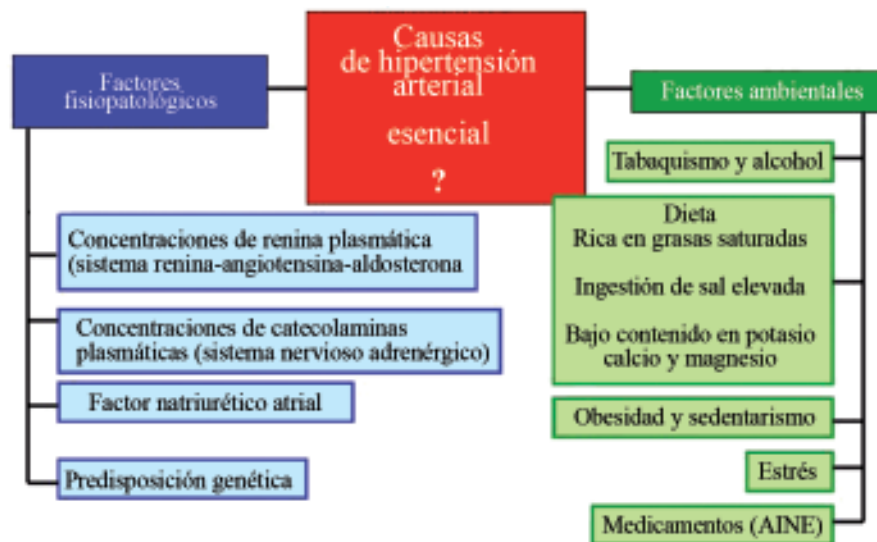 Causas
de hipertensión
arterial
esencial
?
Factores
fisiopatológicos
Concentraciones de renina plasmática
(sistema renina-angiotensina-aldosterona
Concentraciones de catecolaminas
plasmáticas (sistema nervioso adrenérgico)
Factor natriurético atrial
Predisposición genética
Factores ambientales
Tabaquismo y alcohol
Dieta
Rica en grasas saturadas
Ingestión de sal elevada
Bajo contenido en potasio
calcio y magnesio
Obesidad y sedentarismo
Estrés
Medicamentos (AINE)